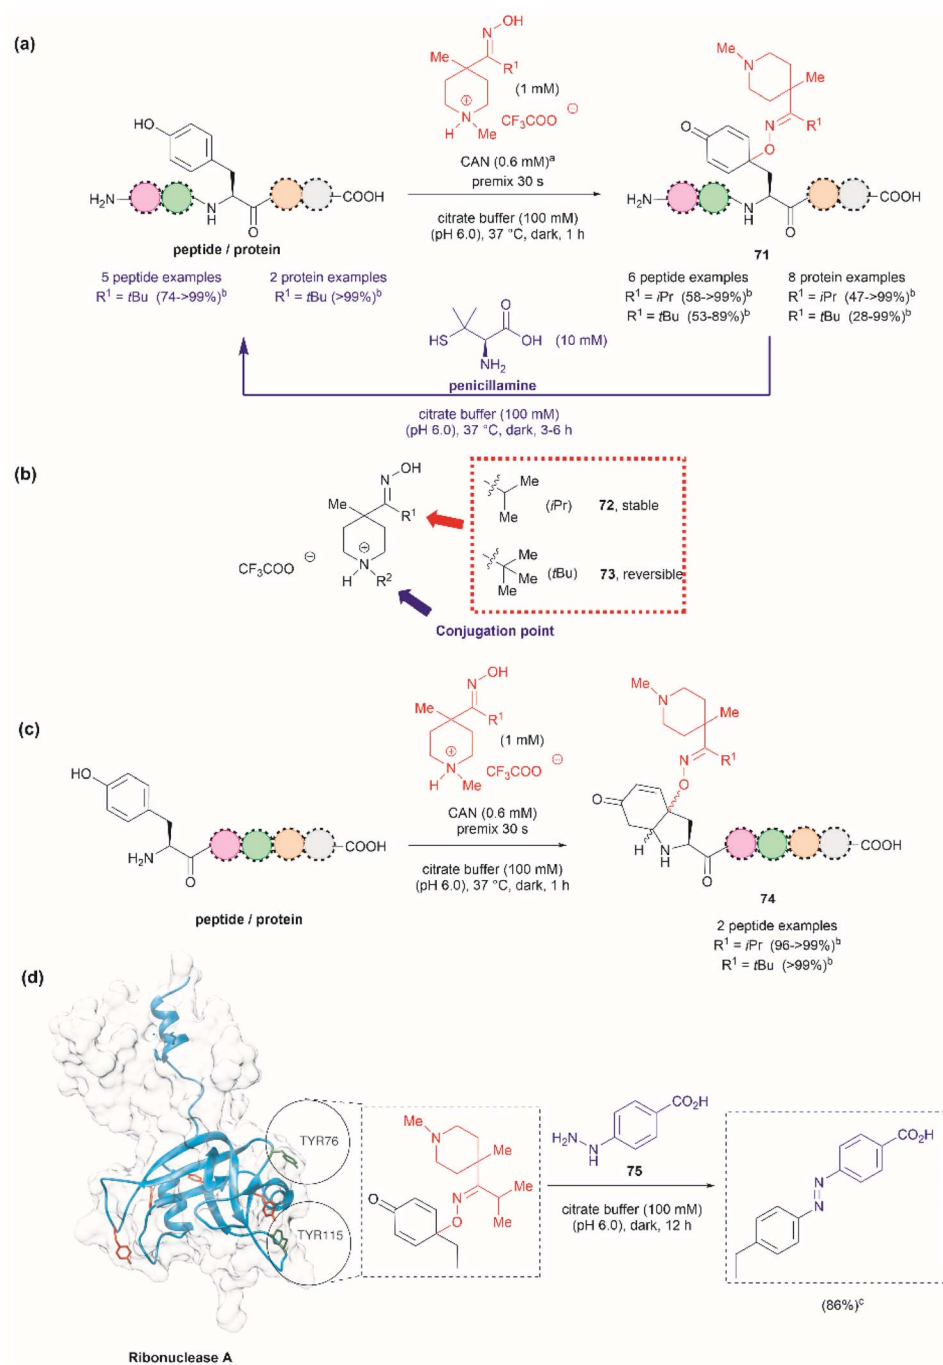 (a)
OH
N
Me
R¹
(1 mM)
⊕
N
H
Me
CF₃COO
⊖
HO
H₂N
N
H
O
COOH
peptide / protein
CAN (0.6 mM)ᵃ
premix 30 s
citrate buffer (100 mM)
(pH 6.0), 37 °C, dark, 1 h
Me
N
Me
N
R¹
O
O
H₂N
N
H
O
COOH
71
5 peptide examples
R¹ = tBu (74->99%)ᵇ
2 protein examples
R¹ = tBu (>99%)ᵇ
6 peptide examples
R¹ = iPr (58->99%)ᵇ
R¹ = tBu (53-89%)ᵇ
8 protein examples
R¹ = iPr (47->99%)ᵇ
R¹ = tBu (28-99%)ᵇ
O
HS
OH
(10 mM)
NH₂
penicillamine
citrate buffer (100 mM)
(pH 6.0), 37 °C, dark, 3-6 h
(b)
OH
N
Me
R¹
⊕
N
H
R²
CF₃COO
⊖
Me
(iPr)
Me
72, stable
Me
(tBu)
Me
Me
73, reversible
Conjugation point
(c)
OH
N
Me
R¹
(1 mM)
⊕
N
H
Me
CF₃COO
⊖
HO
H₂N
O
COOH
peptide / protein
CAN (0.6 mM)
premix 30 s
citrate buffer (100 mM)
(pH 6.0), 37 °C, dark, 1 h
Me
N
Me
N
R¹
O
O
H
N
H
O
COOH
74
2 peptide examples
R¹ = iPr (96->99%)ᵇ
R¹ = tBu (>99%)ᵇ
(d)
TYR76
TYR115
Ribonuclease A
Me
N
Me
N
Me
Me
O
O
CO₂H
H₂N
N
H
75
citrate buffer (100 mM)
(pH 6.0), dark, 12 h
CO₂H
N
N
(86%)ᶜ